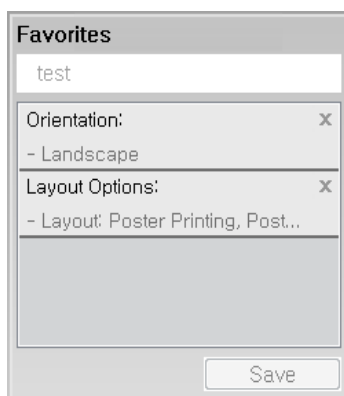 Favorites
test
Orientation: x
- Landscape
Layout Options: x
- Layout: Poster Printing, Post...
Save